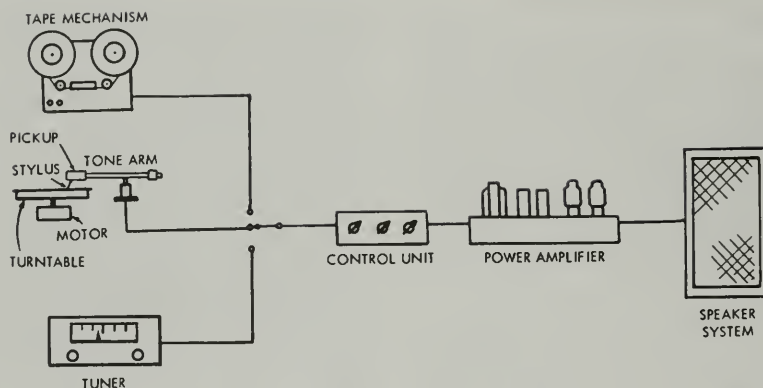 TAPE MECHANISM
PICKUP
STYLUS
TONE ARM
MOTOR
TURNTABLE
CONTROL UNIT
POWER AMPLIFIER
SPEAKER
SYSTEM
TUNER